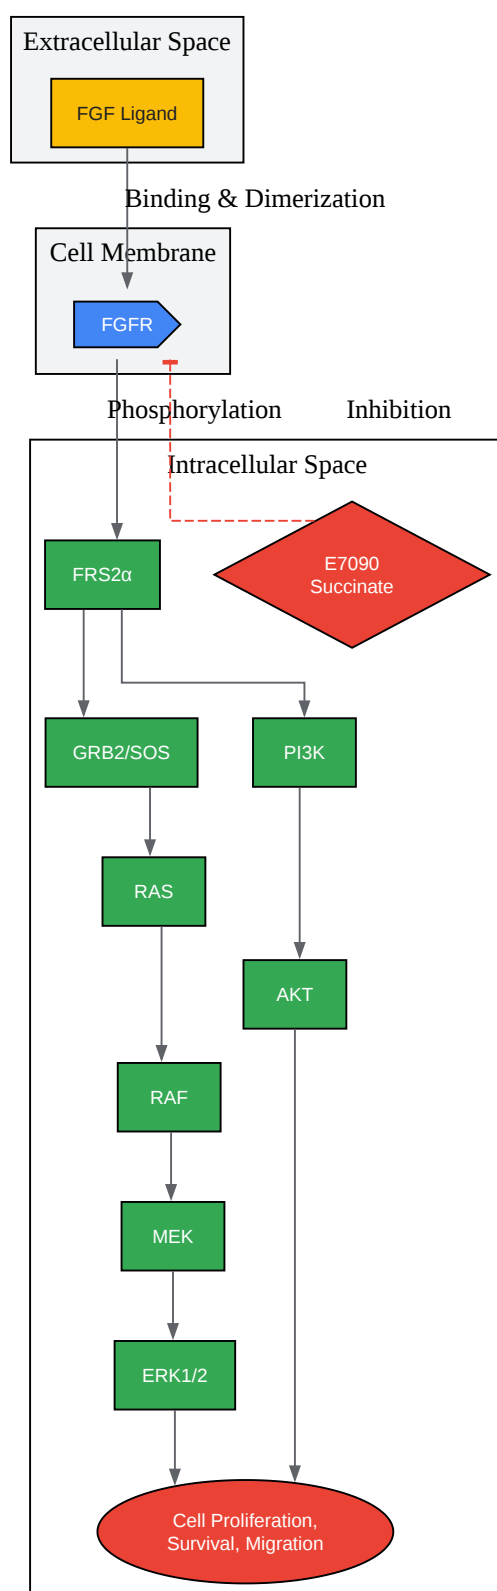 Extracellular Space
FGF Ligand
Binding & Dimerization
Cell Membrane
FGFR
Phosphorylation
Inhibition
Intracellular Space
E7090
Succinate
FRS2α
GRB2/SOS
PI3K
RAS
AKT
RAF
MEK
ERK1/2
Cell Proliferation,
Survival, Migration